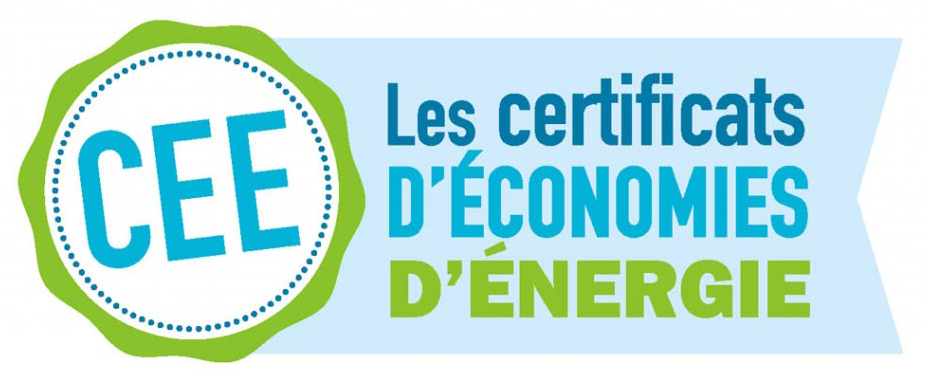 CEE
Les certificats
D'ÉCONOMIES
D'ÉNERGIE